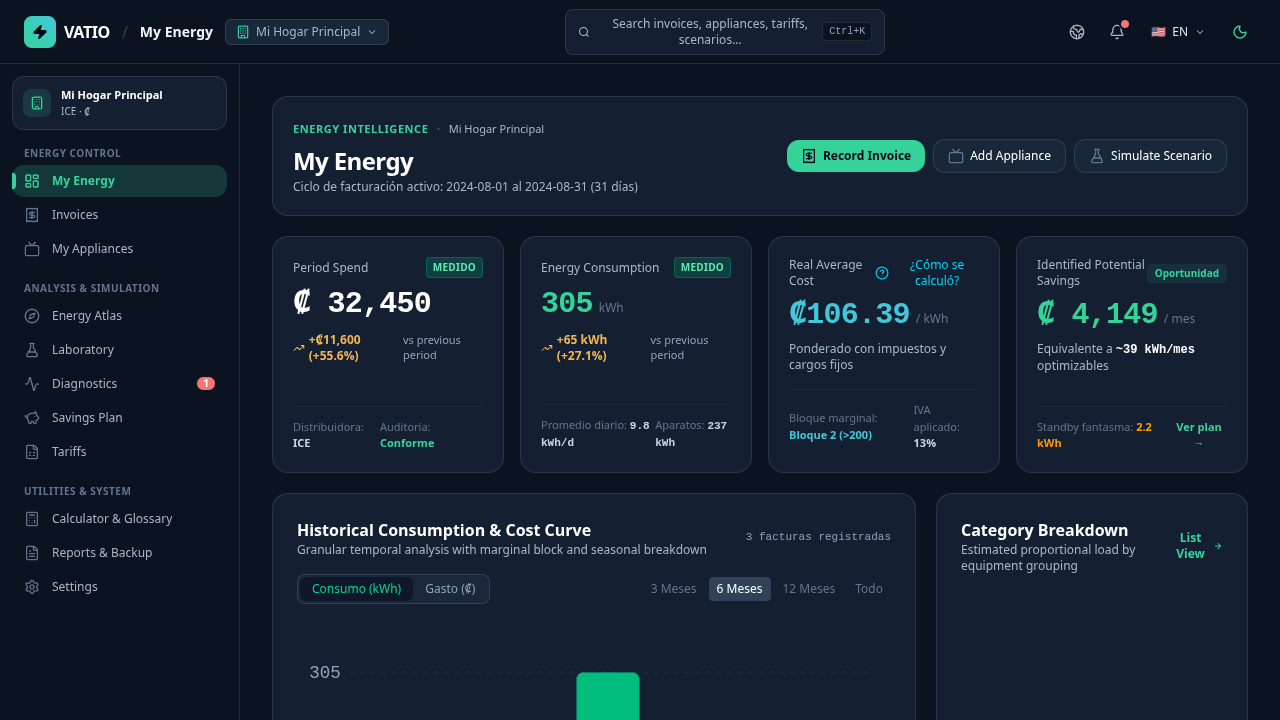 VATIO / My Energy
Mi Hogar Principal
Search invoices, appliances, tariffs,
scenarios...
Ctrl+K
EN
Mi Hogar Principal
ICE · ₡
ENERGY CONTROL
My Energy
Invoices
My Appliances
ANALYSIS & SIMULATION
Energy Atlas
Laboratory
Diagnostics
1
Savings Plan
Tariffs
UTILITIES & SYSTEM
Calculator & Glossary
Reports & Backup
Settings
ENERGY INTELLIGENCE · Mi Hogar Principal
My Energy
Ciclo de facturación activo: 2024-08-01 al 2024-08-31 (31 días)
Record Invoice
Add Appliance
Simulate Scenario
Period Spend
MEDIDO
₡ 32,450
+₡11,600
(+55.6%)
vs previous
period
Distribuidora:
ICE
Auditoría:
Conforme
Energy Consumption
MEDIDO
305 kWh
+65 kWh
(+27.1%)
vs previous
period
Promedio diario: 9.8
kWh/d
Aparatos: 237
kWh
Real Average
Cost
¿Cómo se
calculó?
₡106.39 / kWh
Ponderado con impuestos y
cargos fijos
Bloque marginal:
Bloque 2 (>200)
IVA
aplicado:
13%
Identified Potential
Savings
Oportunidad
₡ 4,149 / mes
Equivalente a ~39 kWh/mes
optimizables
Standby fantasma: 2.2
kWh
Ver plan
→
Historical Consumption & Cost Curve
Granular temporal analysis with marginal block and seasonal breakdown
3 facturas registradas
Consumo (kWh)
Gasto (₡)
3 Meses
6 Meses
12 Meses
Todo
305
Category Breakdown
Estimated proportional load by
equipment grouping
List
View